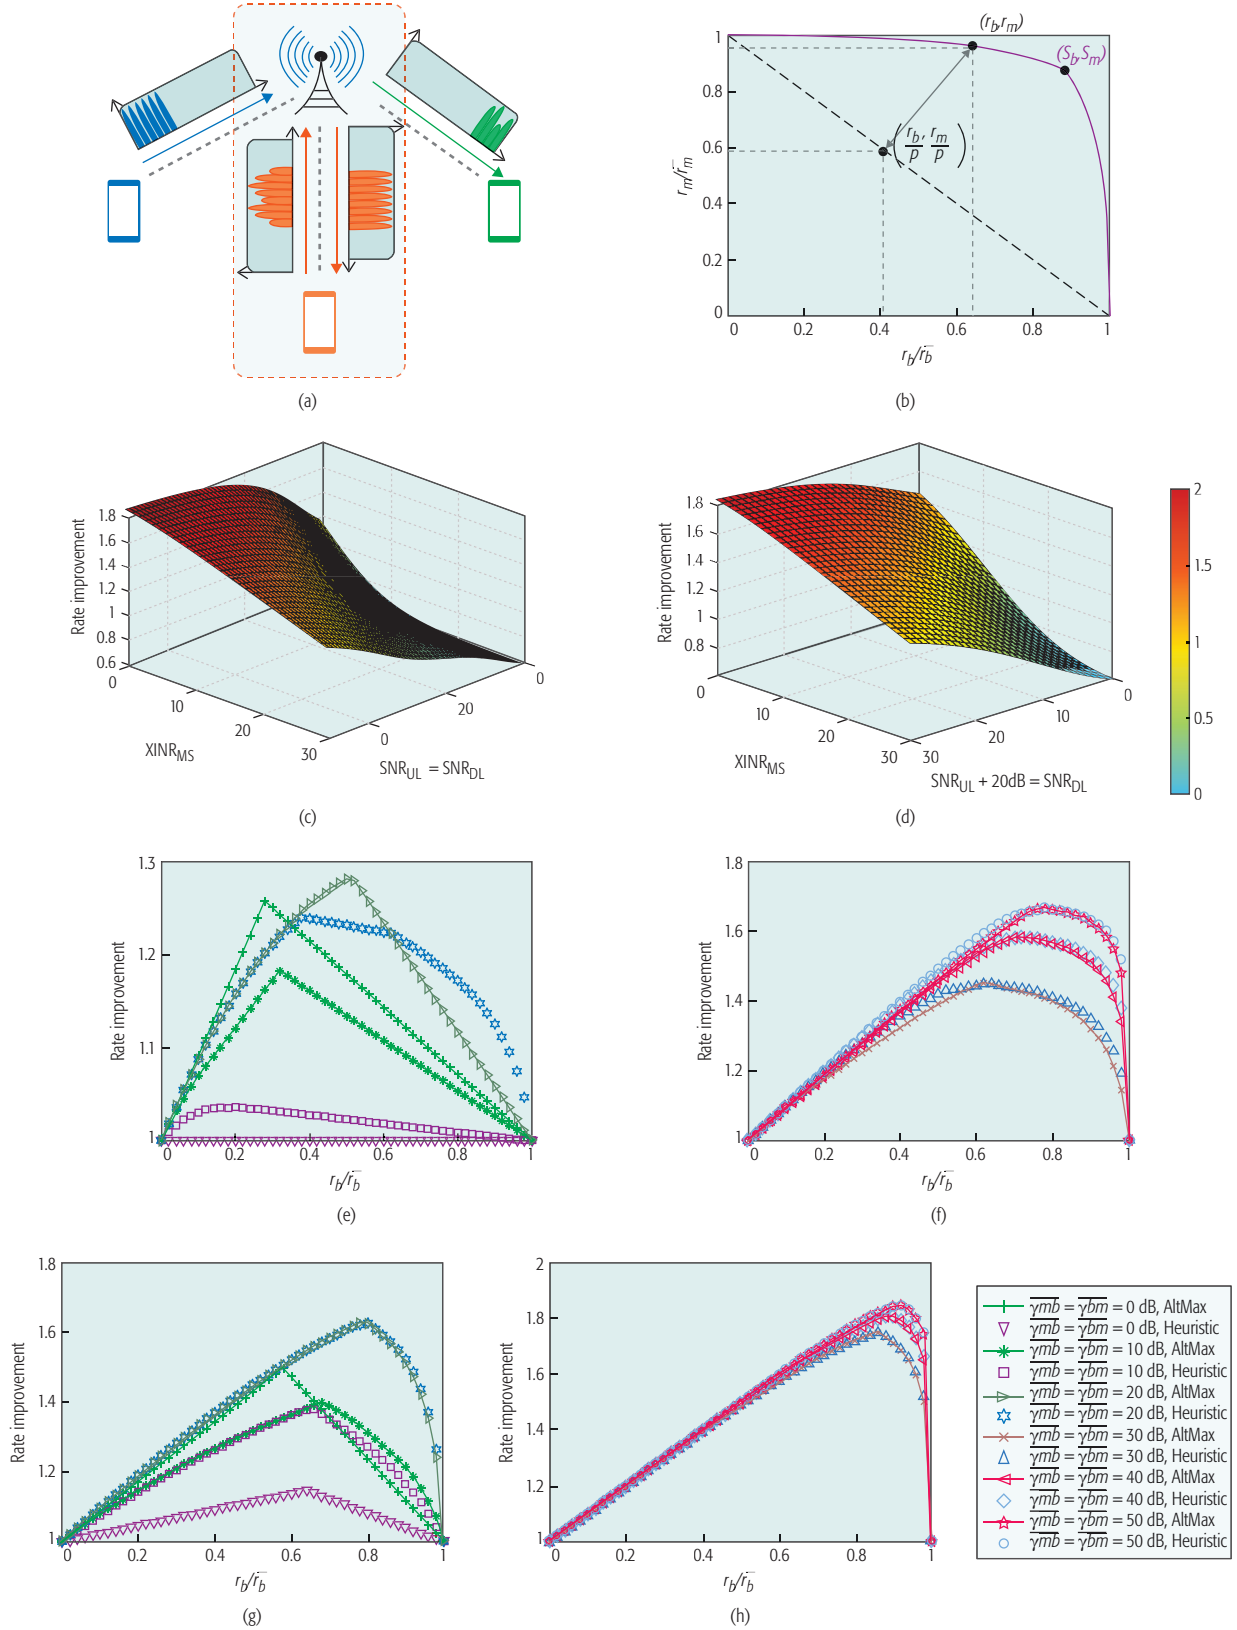 (a)
(r_b, r_m)
(S_b, S_m)
(r_b/p, r_m/p)
1
0.8
0.6
0.4
0.2
0
r_m/r̄_m
0 0.2 0.4 0.6 0.8 1
r_b/r̄_b
(b)
1.8
1.6
1.4
1.2
1
0.8
0.6
Rate improvement
0 10 20 30
XINR_MS
0 20 0
SNR_UL = SNR_DL
(c)
1.8
1.6
1.4
1.2
1
0.8
Rate improvement
0 10 20 30
XINR_MS
30 20 10 0
SNR_UL + 20dB = SNR_DL
(d)
2
1.5
1
0.5
0
1.3
1.2
1.1
1
Rate improvement
0 0.2 0.4 0.6 0.8 1
r_b/r̄_b
(e)
1.8
1.6
1.4
1.2
1
Rate improvement
0 0.2 0.4 0.6 0.8 1
r_b/r̄_b
(f)
1.8
1.6
1.4
1.2
1
Rate improvement
0 0.2 0.4 0.6 0.8 1
r_b/r̄_b
(g)
2
1.8
1.6
1.4
1.2
1
Rate improvement
0 0.2 0.4 0.6 0.8 1
r_b/r̄_b
(h)
γmb = γbm = 0 dB, AltMax
γmb = γbm = 0 dB, Heuristic
γmb = γbm = 10 dB, AltMax
γmb = γbm = 10 dB, Heuristic
γmb = γbm = 20 dB, AltMax
γmb = γbm = 20 dB, Heuristic
γmb = γbm = 30 dB, AltMax
γmb = γbm = 30 dB, Heuristic
γmb = γbm = 40 dB, AltMax
γmb = γbm = 40 dB, Heuristic
γmb = γbm = 50 dB, AltMax
γmb = γbm = 50 dB, Heuristic